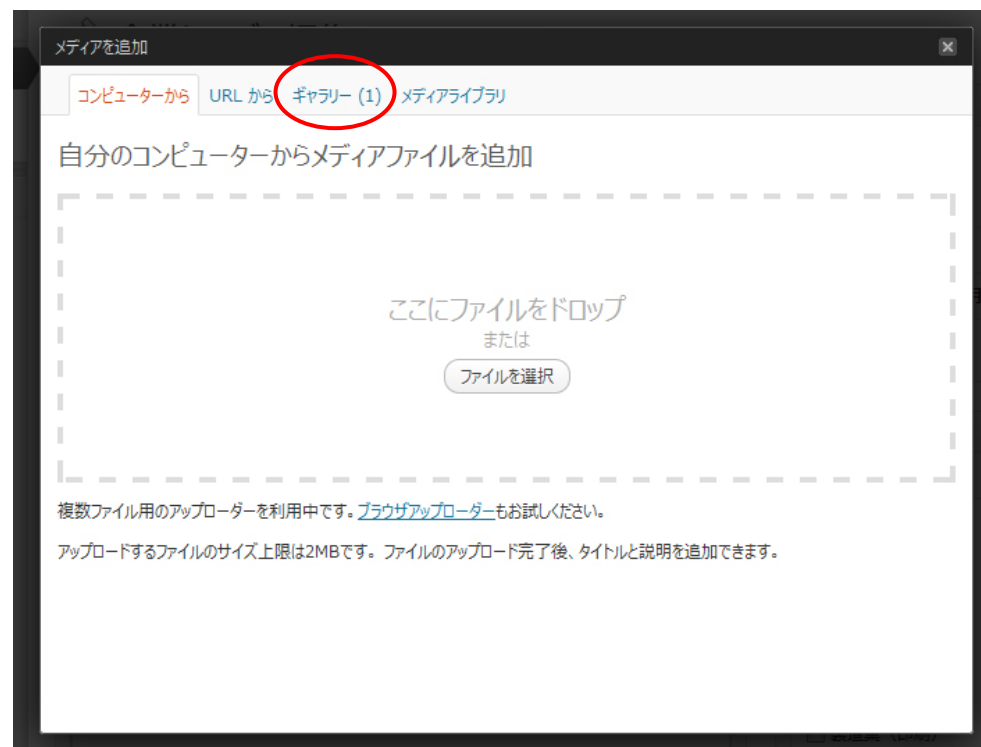 メディアを追加
コンピューターから URL から ギャラリー (1) メディアライブラリ
自分のコンピューターからメディアファイルを追加
ここにファイルをドロップ
または
ファイルを選択
複数ファイル用のアップローダーを利用中です。ブラウザアップローダーもお試しください。
アップロードするファイルのサイズ上限は2MBです。ファイルのアップロード完了後、タイトルと説明を追加できます。